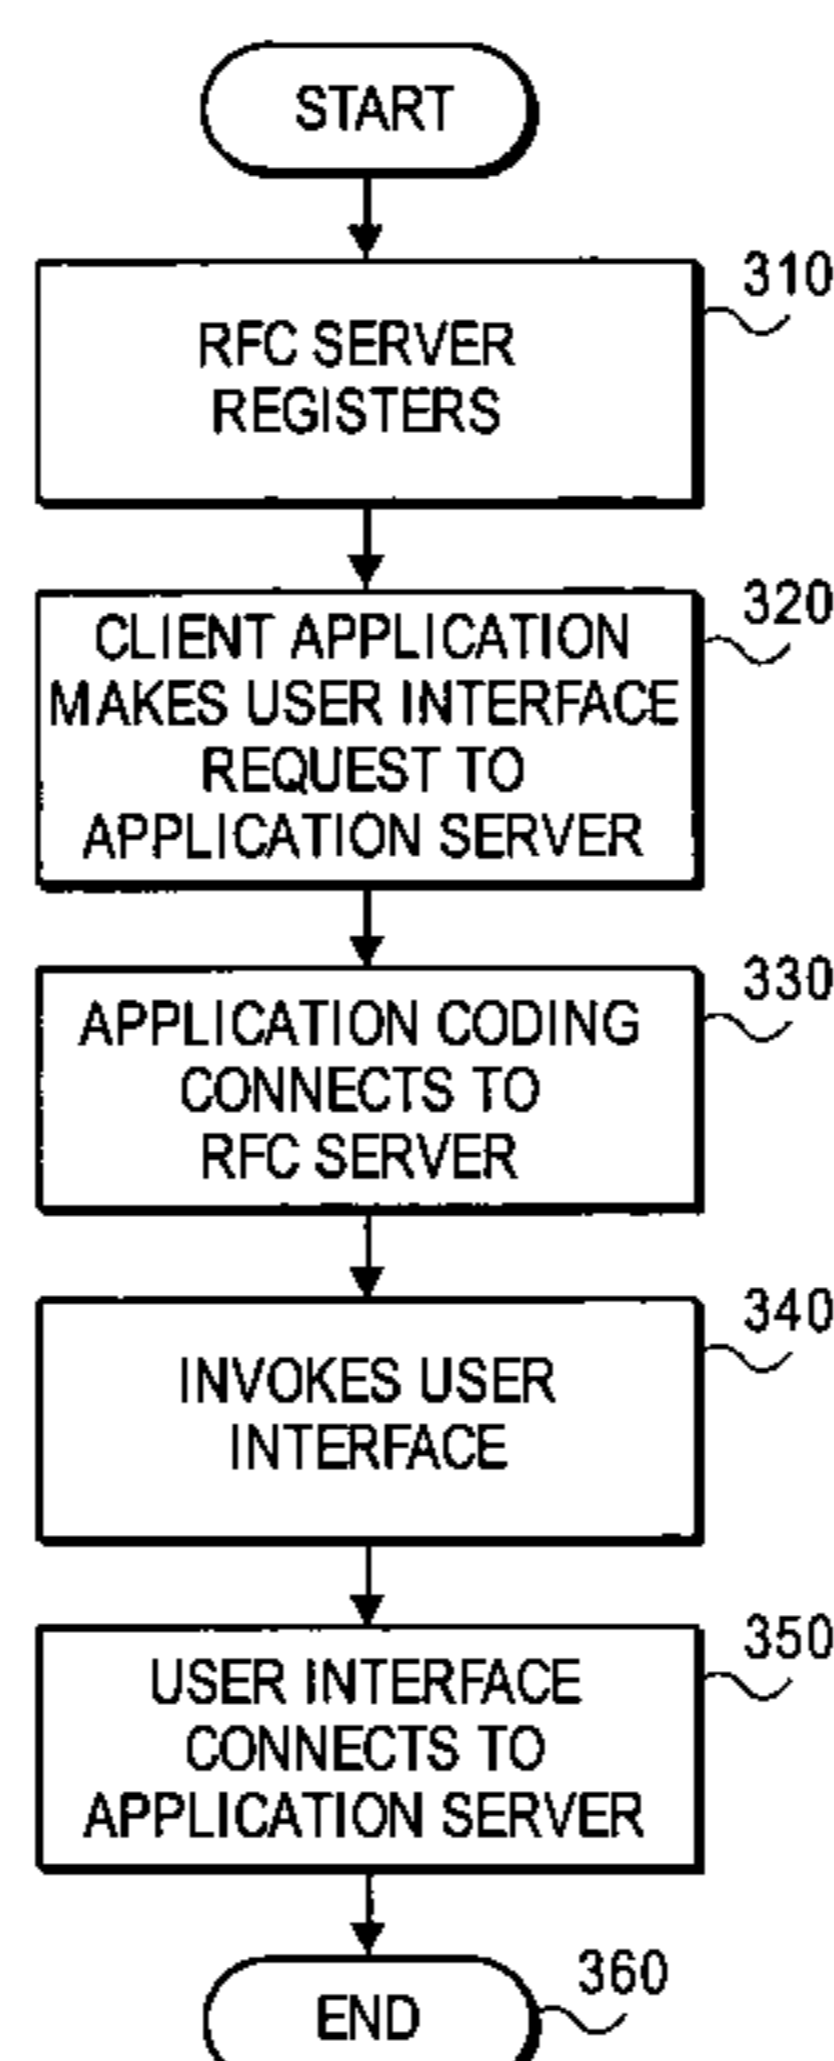 START
310
RFC SERVER
REGISTERS
320
CLIENT APPLICATION
MAKES USER INTERFACE
REQUEST TO
APPLICATION SERVER
330
APPLICATION CODING
CONNECTS TO
RFC SERVER
340
INVOKES USER
INTERFACE
350
USER INTERFACE
CONNECTS TO
APPLICATION SERVER
360
END